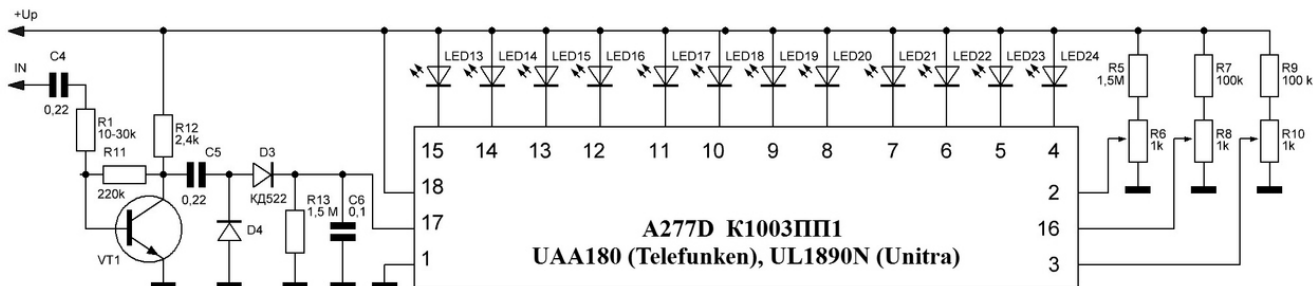 +Up
C4
IN
0,22
R1
10-30k
R11
220k
VT1
R12
2,4k
C5
0,22
D3
КД522
D4
R13
1,5 M
C6
0,1
LED13 LED14 LED15 LED16 LED17 LED18 LED19 LED20 LED21 LED22 LED23 LED24
R5
1,5M
R7
100k
R9
100 k
R6
1k
R8
1k
R10
1k
15 14 13 12 11 10 9 8 7 6 5 4
18
17
1
2
16
3
A277D К1003ПП1
UAA180 (Telefunken), UL1890N (Unitra)